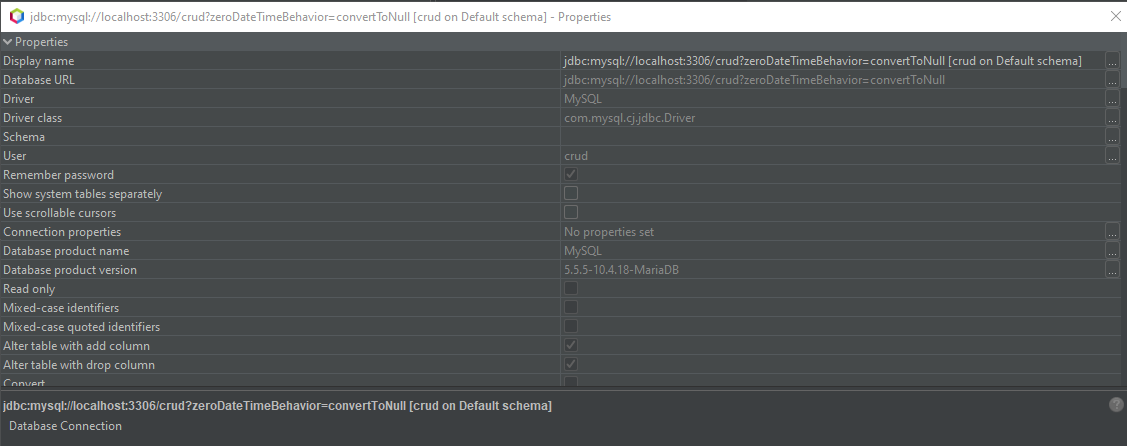 jdbc:mysql://localhost:3306/crud?zeroDateTimeBehavior=convertToNull [crud on Default schema] - Properties
Properties
Display name jdbc:mysql://localhost:3306/crud?zeroDateTimeBehavior=convertToNull [crud on Default schema] ...
Database URL jdbc:mysql://localhost:3306/crud?zeroDateTimeBehavior=convertToNull ...
Driver MySQL ...
Driver class com.mysql.cj.jdbc.Driver ...
Schema ...
User crud ...
Remember password
Show system tables separately
Use scrollable cursors
Connection properties No properties set ...
Database product name MySQL ...
Database product version 5.5.5-10.4.18-MariaDB ...
Read only
Mixed-case identifiers
Mixed-case quoted identifiers
Alter table with add column
Alter table with drop column
Convert
jdbc:mysql://localhost:3306/crud?zeroDateTimeBehavior=convertToNull [crud on Default schema]
?
Database Connection